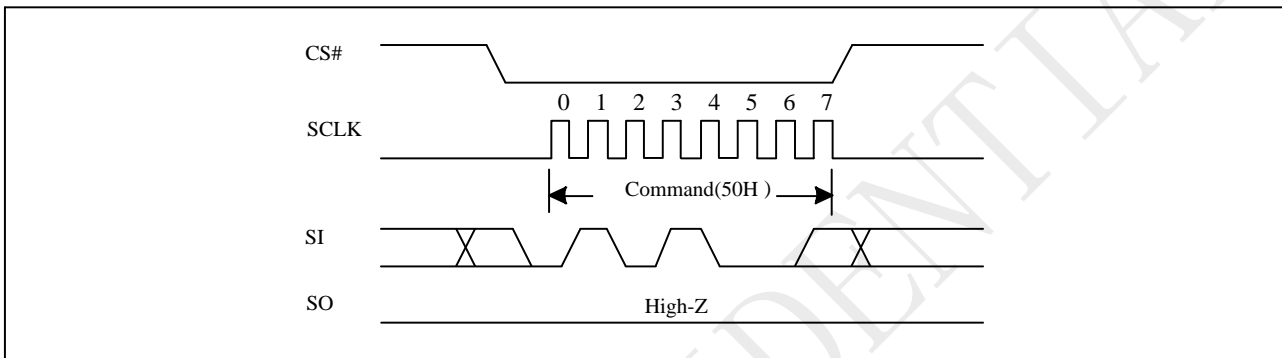 CS#
0 1 2 3 4 5 6 7
SCLK
Command(50H )
SI
SO
High-Z